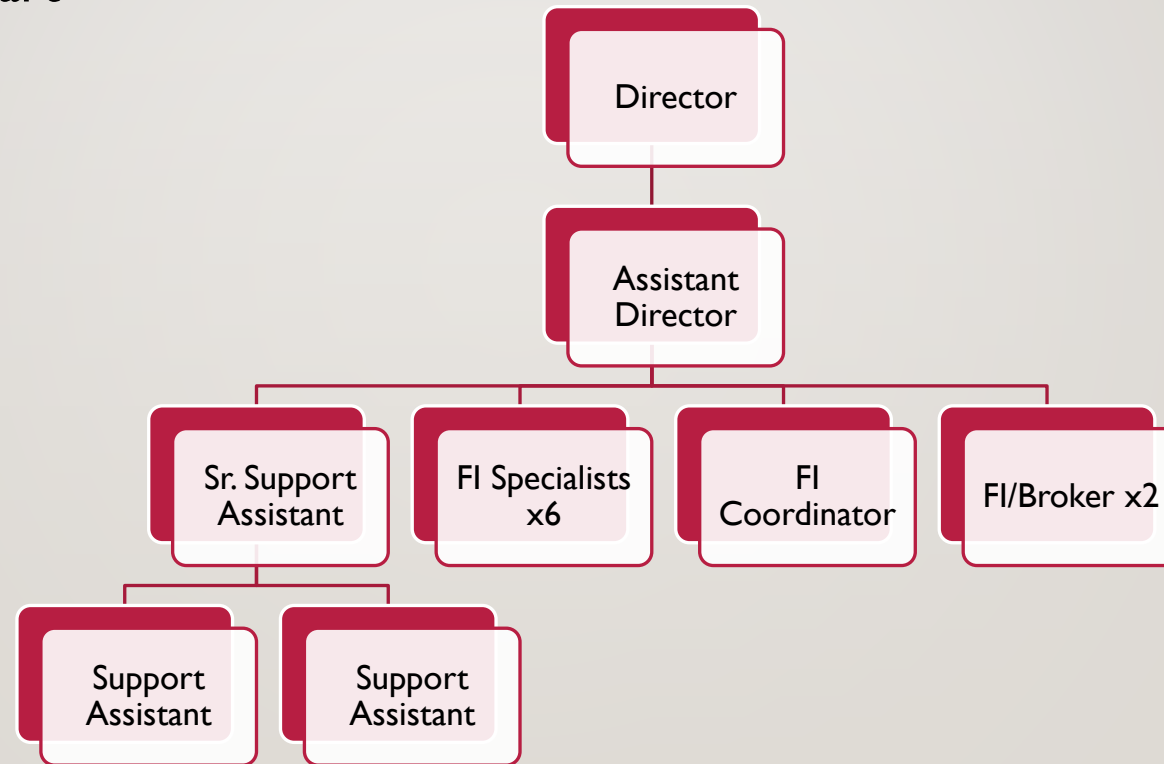 Director
Assistant
Director
Sr. Support
Assistant
FI Specialists
x6
FI
Coordinator
FI/Broker x2
Support
Assistant
Support
Assistant